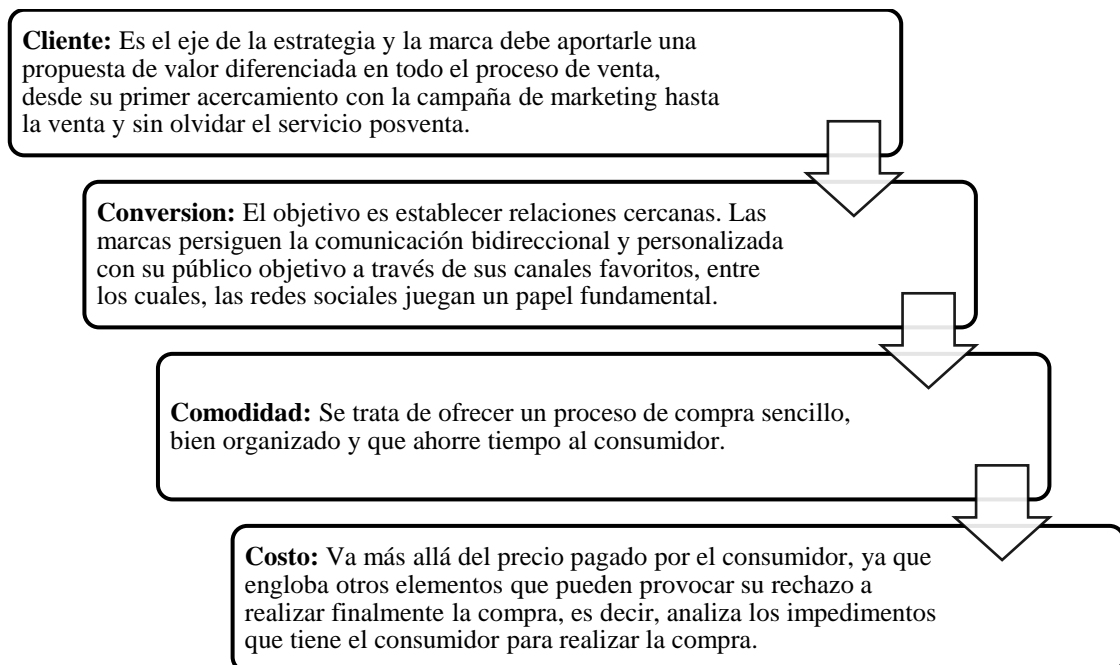 Cliente: Es el eje de la estrategia y la marca debe aportarle una
propuesta de valor diferenciada en todo el proceso de venta,
desde su primer acercamiento con la campaña de marketing hasta
la venta y sin olvidar el servicio posventa.
Conversion: El objetivo es establecer relaciones cercanas. Las
marcas persiguen la comunicación bidireccional y personalizada
con su público objetivo a través de sus canales favoritos, entre
los cuales, las redes sociales juegan un papel fundamental.
Comodidad: Se trata de ofrecer un proceso de compra sencillo,
bien organizado y que ahorre tiempo al consumidor.
Costo: Va más allá del precio pagado por el consumidor, ya que
engloba otros elementos que pueden provocar su rechazo a
realizar finalmente la compra, es decir, analiza los impedimentos
que tiene el consumidor para realizar la compra.